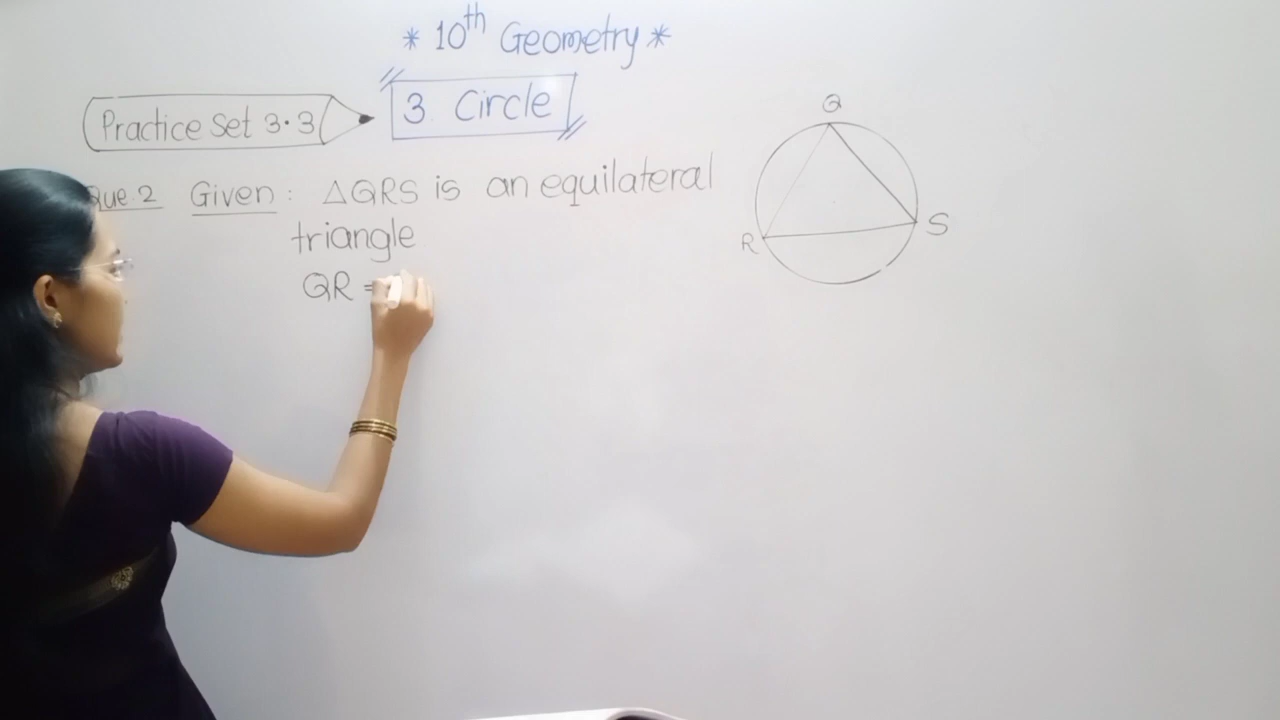 * 10th Geometry *
Practice Set 3.3
3. Circle
Que. 2 Given : △QRS is an equilateral
triangle
QR =
Q
R
S